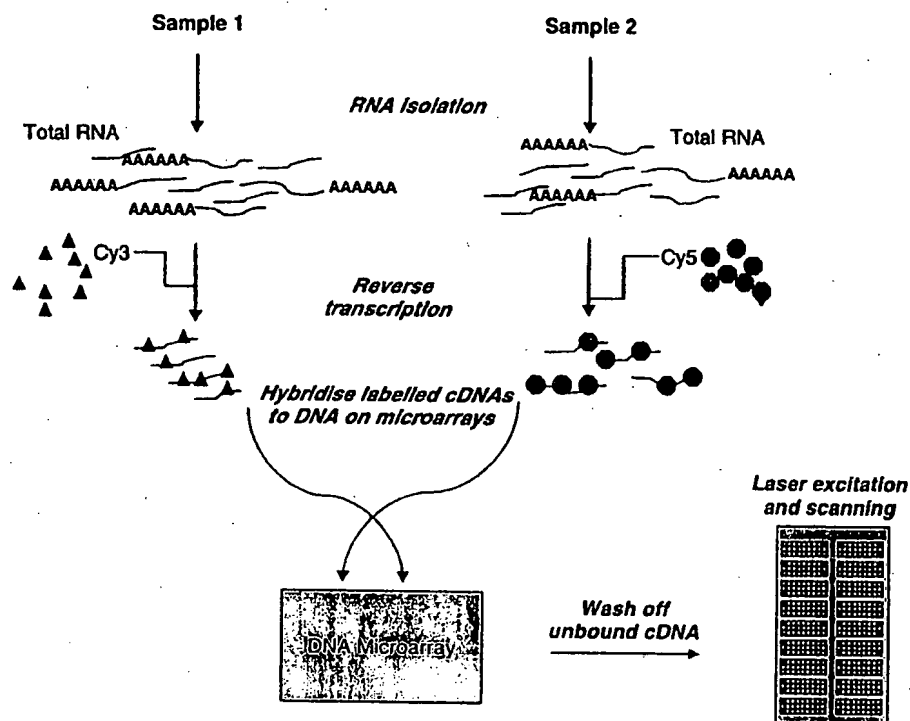 Sample 1
Sample 2
RNA isolation
Total RNA
AAAAAA
AAAAAA
AAAAAA
AAAAAA
AAAAAA
Total RNA
AAAAAA
AAAAAA
Cy3
Cy5
Reverse
transcription
Hybridise labelled cDNAs
to DNA on microarrays
Laser excitation
and scanning
DNA Microarray
Wash off
unbound cDNA